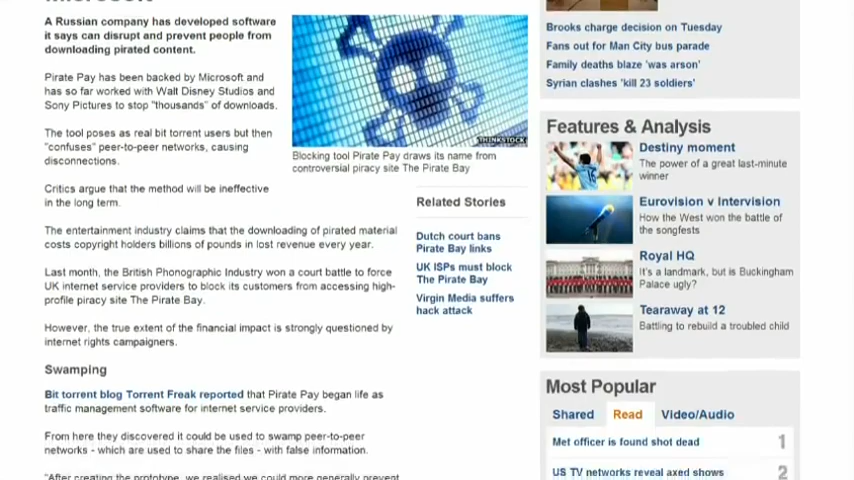 Microsoft
A Russian company has developed software
it says can disrupt and prevent people from
downloading pirated content.
Pirate Pay has been backed by Microsoft and
has so far worked with Walt Disney Studios and
Sony Pictures to stop "thousands" of downloads.
The tool poses as real bit torrent users but then
"confuses" peer-to-peer networks, causing
disconnections.
Critics argue that the method will be ineffective
in the long term.
THINKSTOCK
Blocking tool Pirate Pay draws its name from
controversial piracy site The Pirate Bay
The entertainment industry claims that the downloading of pirated material
costs copyright holders billions of pounds in lost revenue every year.
Last month, the British Phonographic Industry won a court battle to force
UK internet service providers to block its customers from accessing high-
profile piracy site The Pirate Bay.
However, the true extent of the financial impact is strongly questioned by
internet rights campaigners.
Swamping
Bit torrent blog Torrent Freak reported that Pirate Pay began life as
traffic management software for internet service providers.
From here they discovered it could be used to swamp peer-to-peer
networks - which are used to share the files - with false information.
"After creating the prototype, we realised we could more generally prevent
Related Stories
Dutch court bans
Pirate Bay links
UK ISPs must block
The Pirate Bay
Virgin Media suffers
hack attack
Brooks charge decision on Tuesday
Fans out for Man City bus parade
Family deaths blaze 'was arson'
Syrian clashes 'kill 23 soldiers'
Features & Analysis
Destiny moment
The power of a great last-minute
winner
Eurovision v Intervision
How the West won the battle of
the songfests
Royal HQ
It's a landmark, but is Buckingham
Palace ugly?
Tearaway at 12
Battling to rebuild a troubled child
Most Popular
Shared Read Video/Audio
Met officer is found shot dead 1
US TV networks reveal axed shows 2